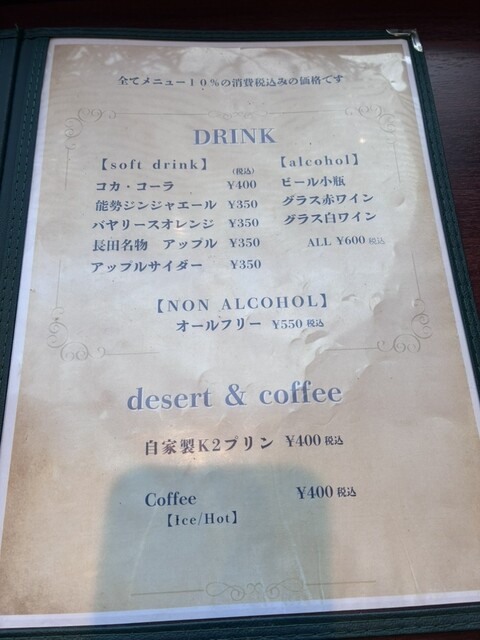 全てメニュー10%の消費税込みの価格です
DRINK
【soft drink】 (税込)
コカ・コーラ ¥400
能勢ジンジャエール ¥350
バヤリースオレンジ ¥350
長田名物 アップル ¥350
アップルサイダー ¥350
【alcohol】
ビール小瓶
グラス赤ワイン
グラス白ワイン
ALL ¥600 税込
【NON ALCOHOL】
オールフリー ¥550 税込
desert & coffee
自家製K2プリン ¥400 税込
Coffee ¥400 税込
【Ice/Hot】